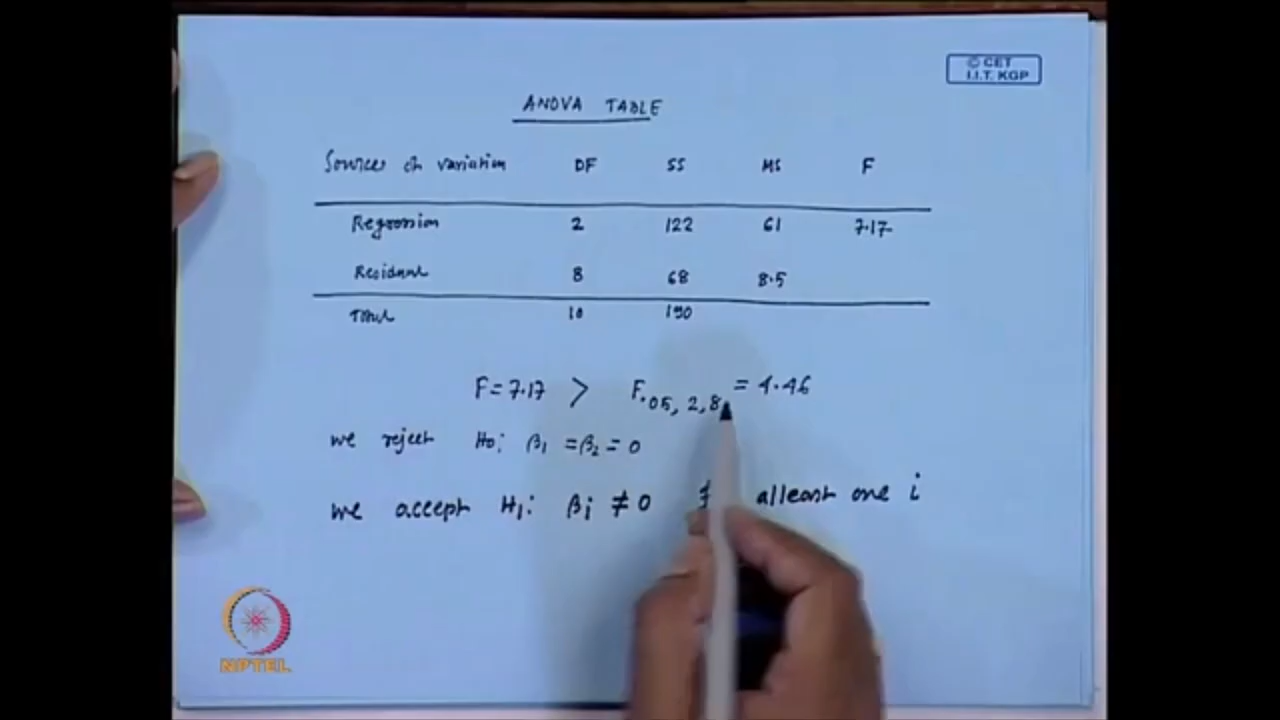 © CET
I.I.T. KGP
ANOVA TABLE
Sources of variation DF SS MS F
Regression 2 122 61 7.17
Residual 8 68 8.5
Total 10 190
F = 7.17 > F.05, 2, 8 = 4.46
we reject H0: β1 = β2 = 0
we accept H1: βi ≠ 0 atleast one i
NPTEL